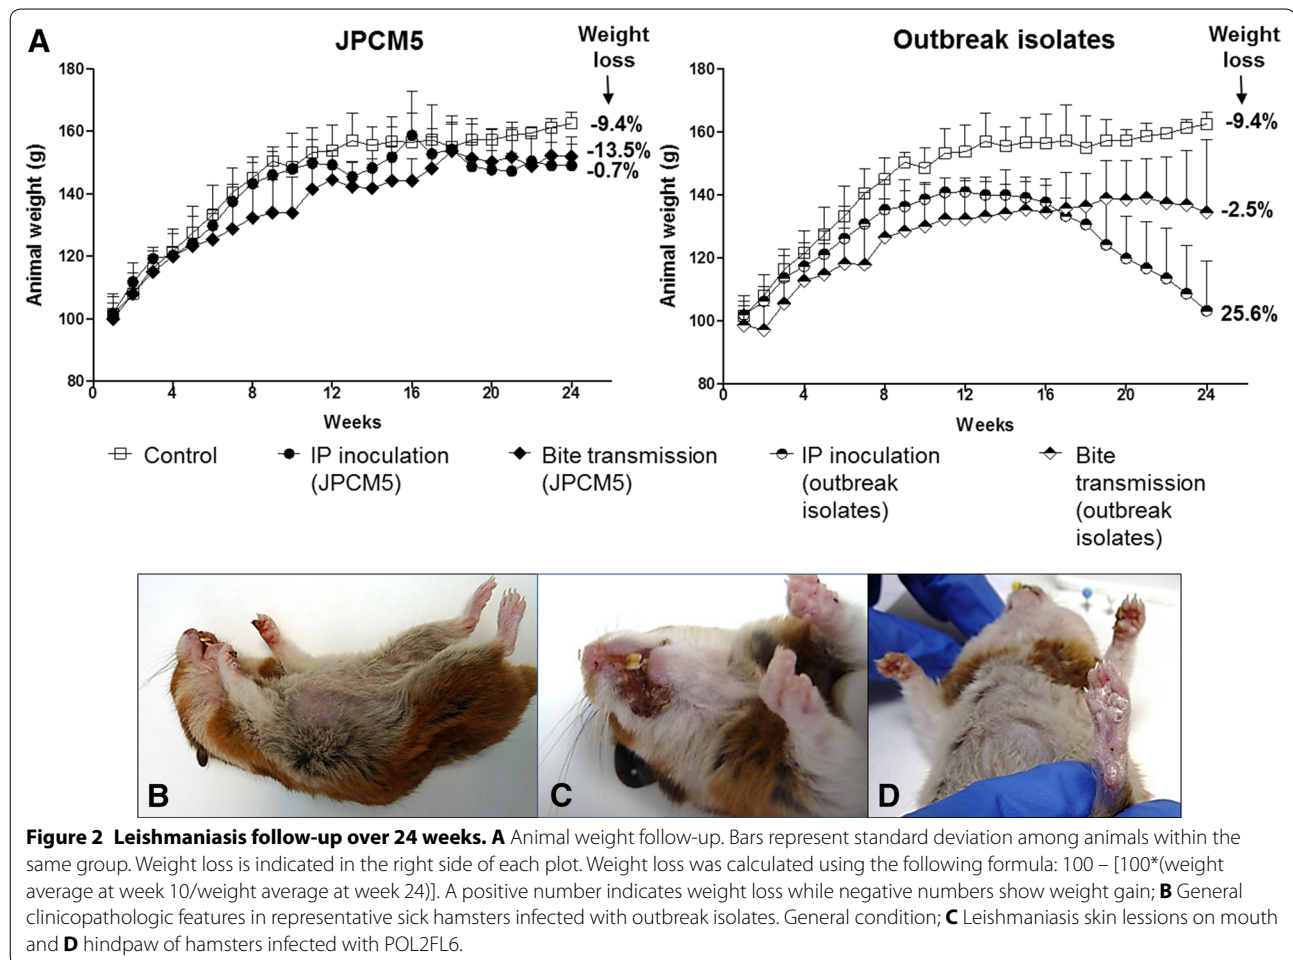 A
JPCM5
Weight
loss
Outbreak isolates
Weight
loss
Animal weight (g)
180
160
140
120
100
80
0 4 8 12 16 20 24
Weeks
-9.4%
-13.5%
-0.7%
Animal weight (g)
180
160
140
120
100
80
0 4 8 12 16 20 24
Weeks
-9.4%
-2.5%
25.6%
Control
IP inoculation
(JPCM5)
Bite transmission
(JPCM5)
IP inoculation
(outbreak
isolates)
Bite
transmission
(outbreak
isolates)
B
C
D
Figure 2 Leishmaniasis follow-up over 24 weeks. A Animal weight follow-up. Bars represent standard deviation among animals within the
same group. Weight loss is indicated in the right side of each plot. Weight loss was calculated using the following formula: 100 – [100*(weight
average at week 10/weight average at week 24)]. A positive number indicates weight loss while negative numbers show weight gain; B General
clinicopathologic features in representative sick hamsters infected with outbreak isolates. General condition; C Leishmaniasis skin lessions on mouth
and D hindpaw of hamsters infected with POL2FL6.